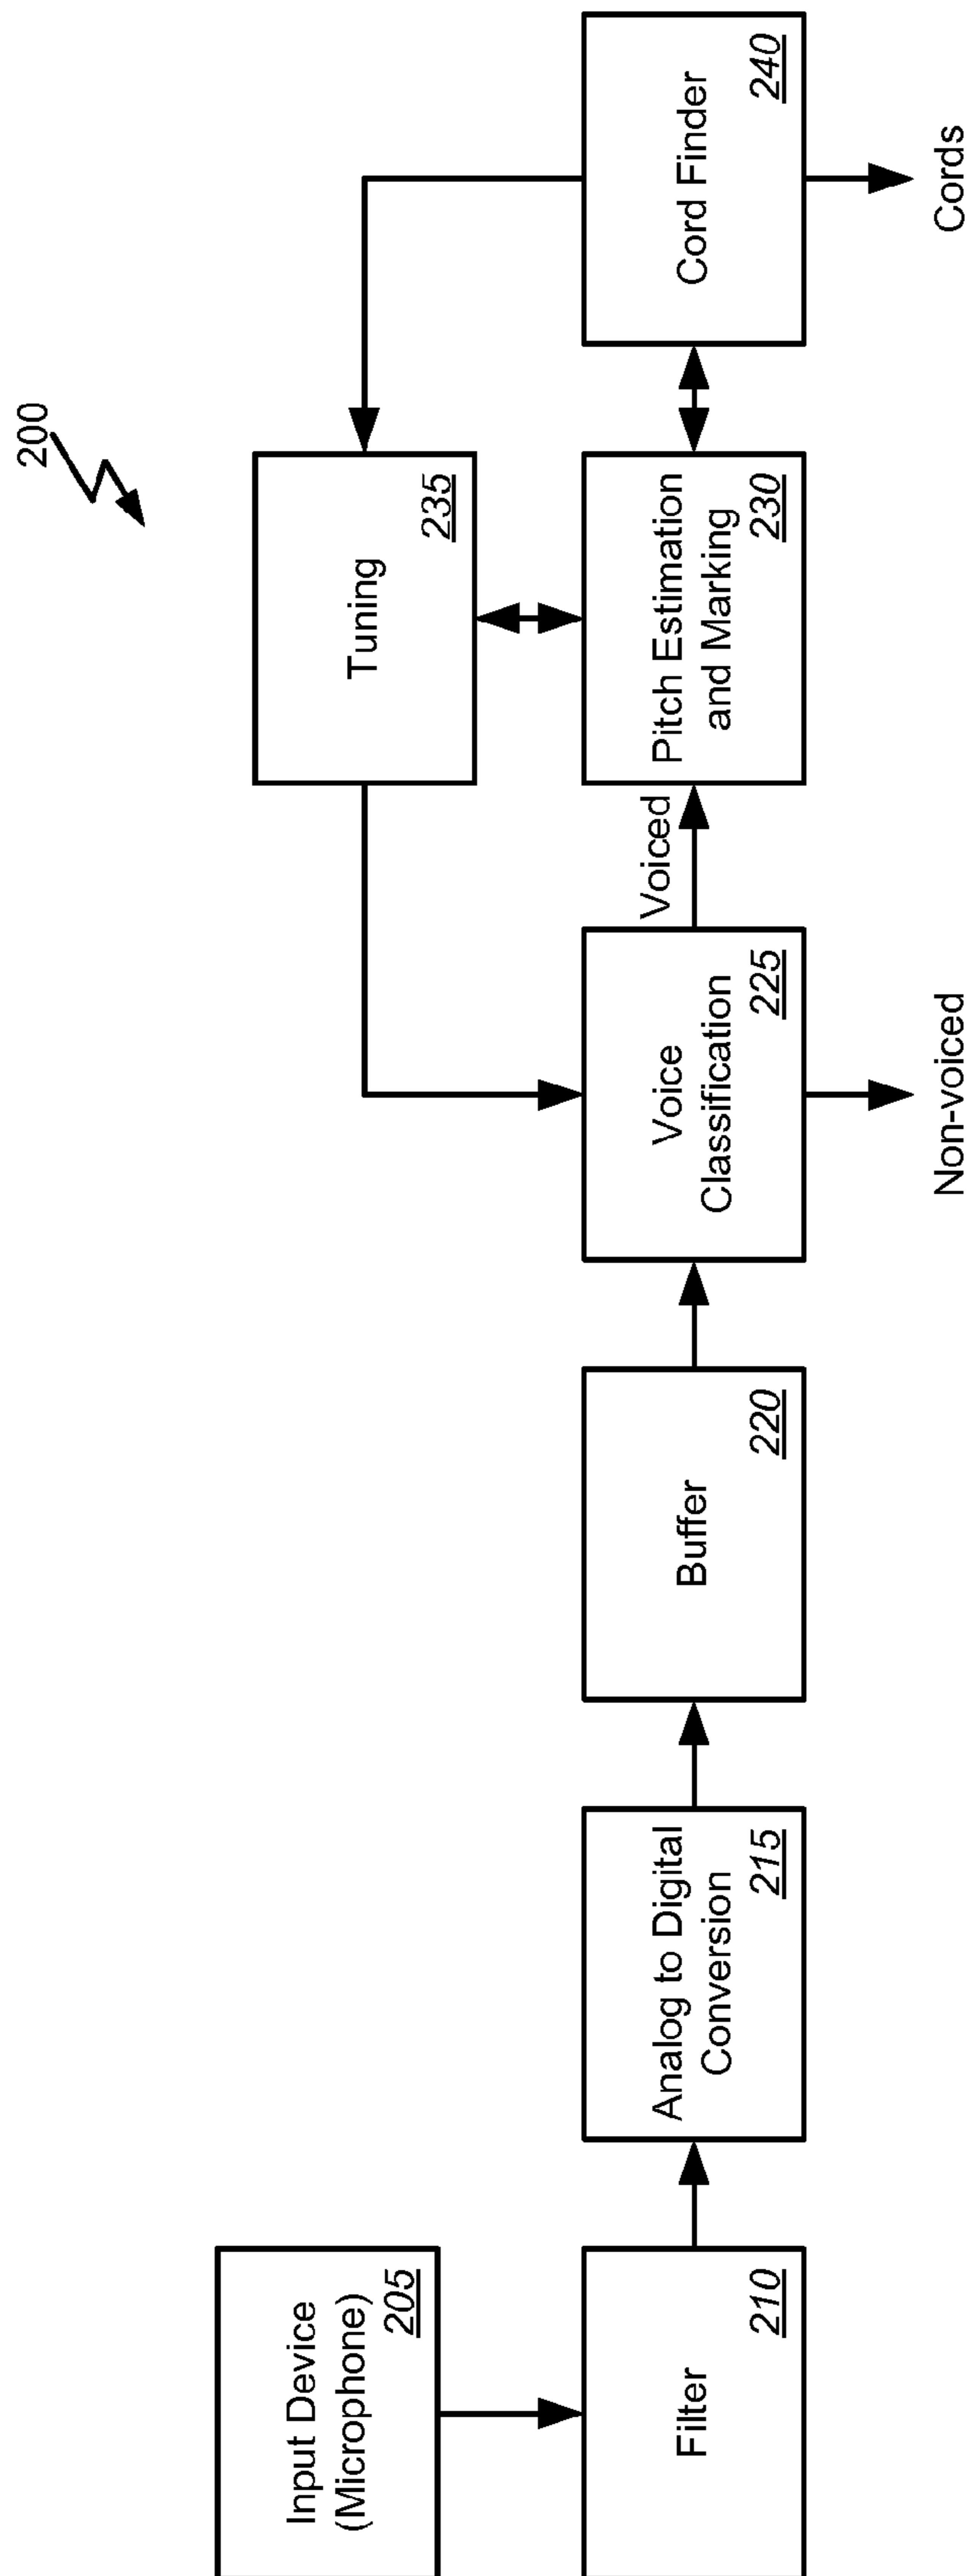 200
Input Device
(Microphone)
205
Tuning
235
Filter
210
Analog to Digital
Conversion
215
Buffer
220
Voice
Classification
225
Voiced
Pitch Estimation
and Marking
230
Cord Finder
240
Non-voiced
Cords